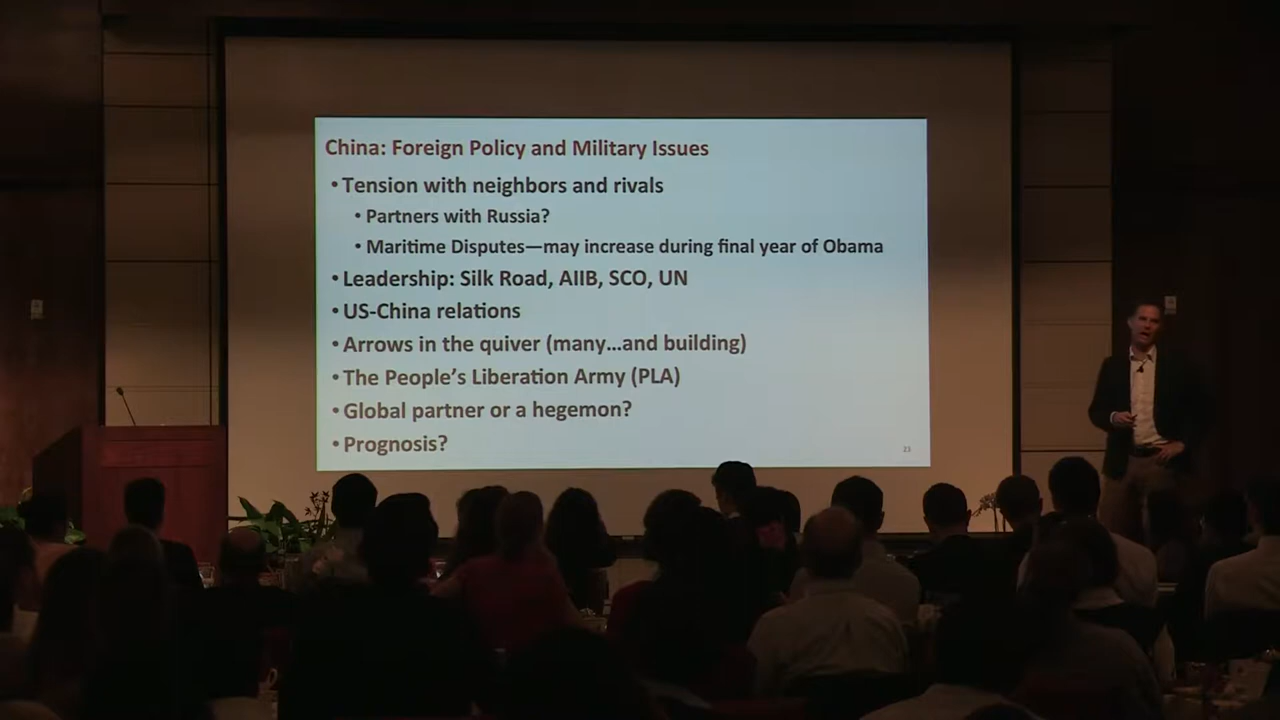 China: Foreign Policy and Military Issues
• Tension with neighbors and rivals
• Partners with Russia?
• Maritime Disputes—may increase during final year of Obama
• Leadership: Silk Road, AIIB, SCO, UN
• US-China relations
• Arrows in the quiver (many…and building)
• The People’s Liberation Army (PLA)
• Global partner or a hegemon?
• Prognosis?
23